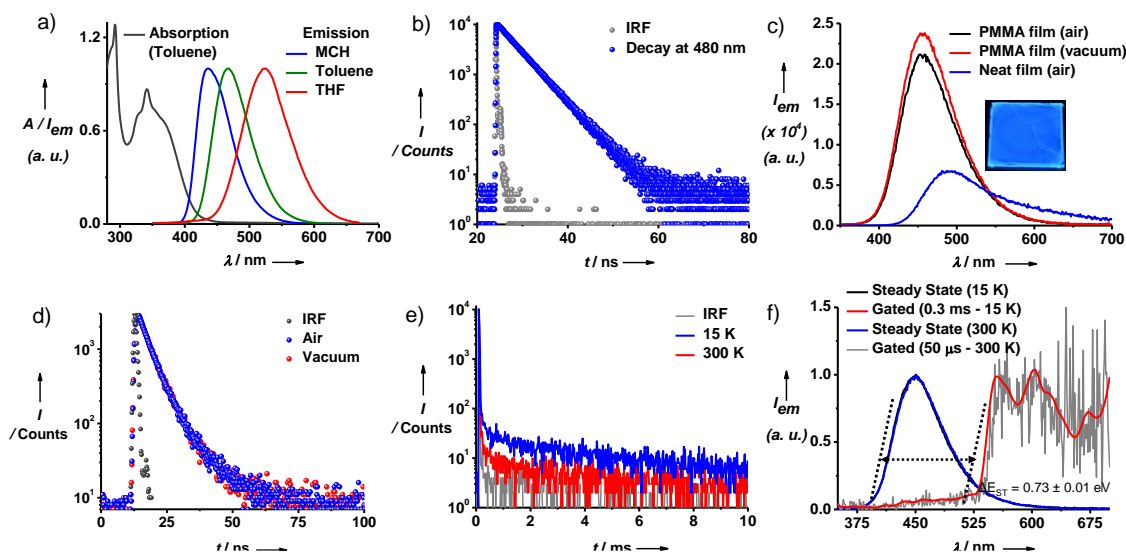 a)
Absorption
(Toluene)
Emission
MCH
Toluene
THF
A / I_em
(a. u.)
1.2
0.6
0.0
300
400
500
600
700
λ / nm
b)
IRF
Decay at 480 nm
I
/ Counts
10^4
10^3
10^2
10^1
10^0
20
40
60
80
t / ns
c)
PMMA film (air)
PMMA film (vacuum)
Neat film (air)
I_em
(x 10^4)
(a. u.)
2.5
2.0
1.5
1.0
0.5
0.0
400
500
600
700
λ / nm
d)
IRF
Air
Vacuum
I
/ Counts
10^3
10^2
10^1
0
25
50
75
100
t / ns
e)
IRF
15 K
300 K
I
/ Counts
10^4
10^3
10^2
10^1
10^0
0
2
4
6
8
10
t / ms
f)
Steady State (15 K)
Gated (0.3 ms - 15 K)
Steady State (300 K)
Gated (50 μs - 300 K)
I_em
(a. u.)
1.0
0.5
0.0
ΔE_ST = 0.73 ± 0.01 eV
375
450
525
600
675
λ / nm